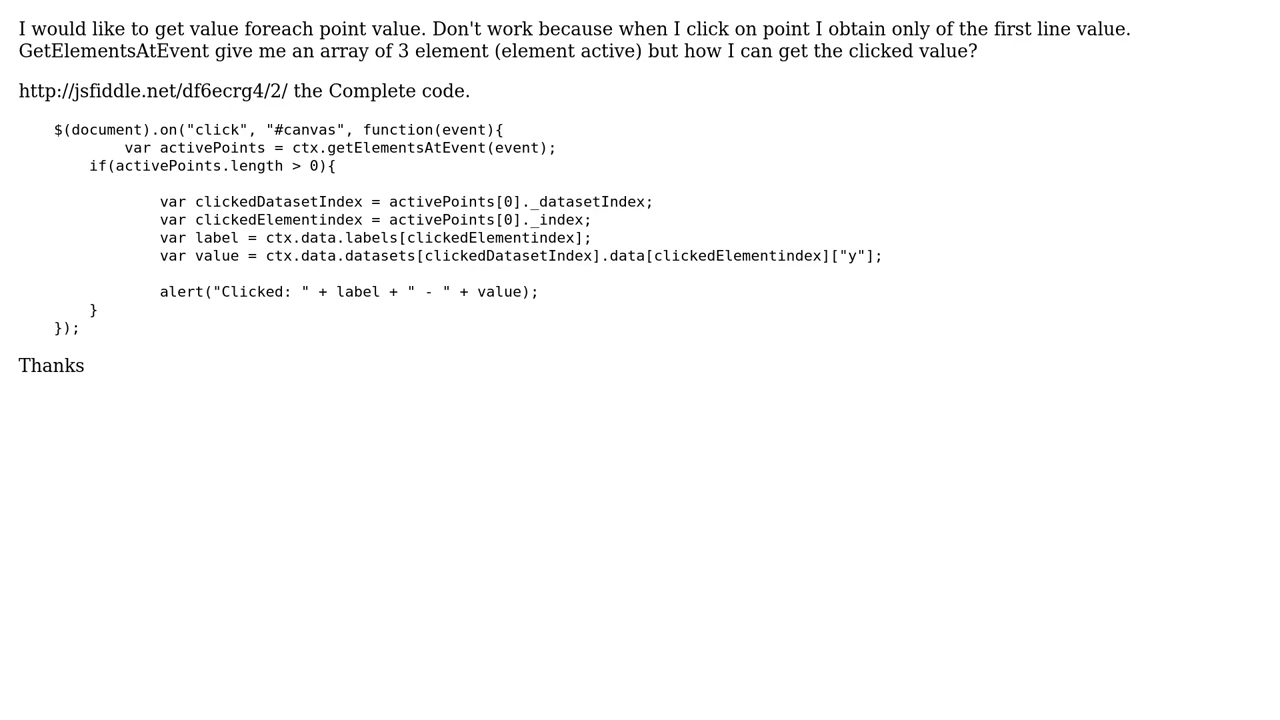 I would like to get value foreach point value. Don't work because when I click on point I obtain only of the first line value.
GetElementsAtEvent give me an array of 3 element (element active) but how I can get the clicked value?
http://jsfiddle.net/df6ecrg4/2/ the Complete code.
$(document).on("click", "#canvas", function(event){
        var activePoints = ctx.getElementsAtEvent(event);
    if(activePoints.length > 0){
            var clickedDatasetIndex = activePoints[0]._datasetIndex;
            var clickedElementindex = activePoints[0]._index;
            var label = ctx.data.labels[clickedElementindex];
            var value = ctx.data.datasets[clickedDatasetIndex].data[clickedElementindex]["y"];
            alert("Clicked: " + label + " - " + value);
    }
});
Thanks